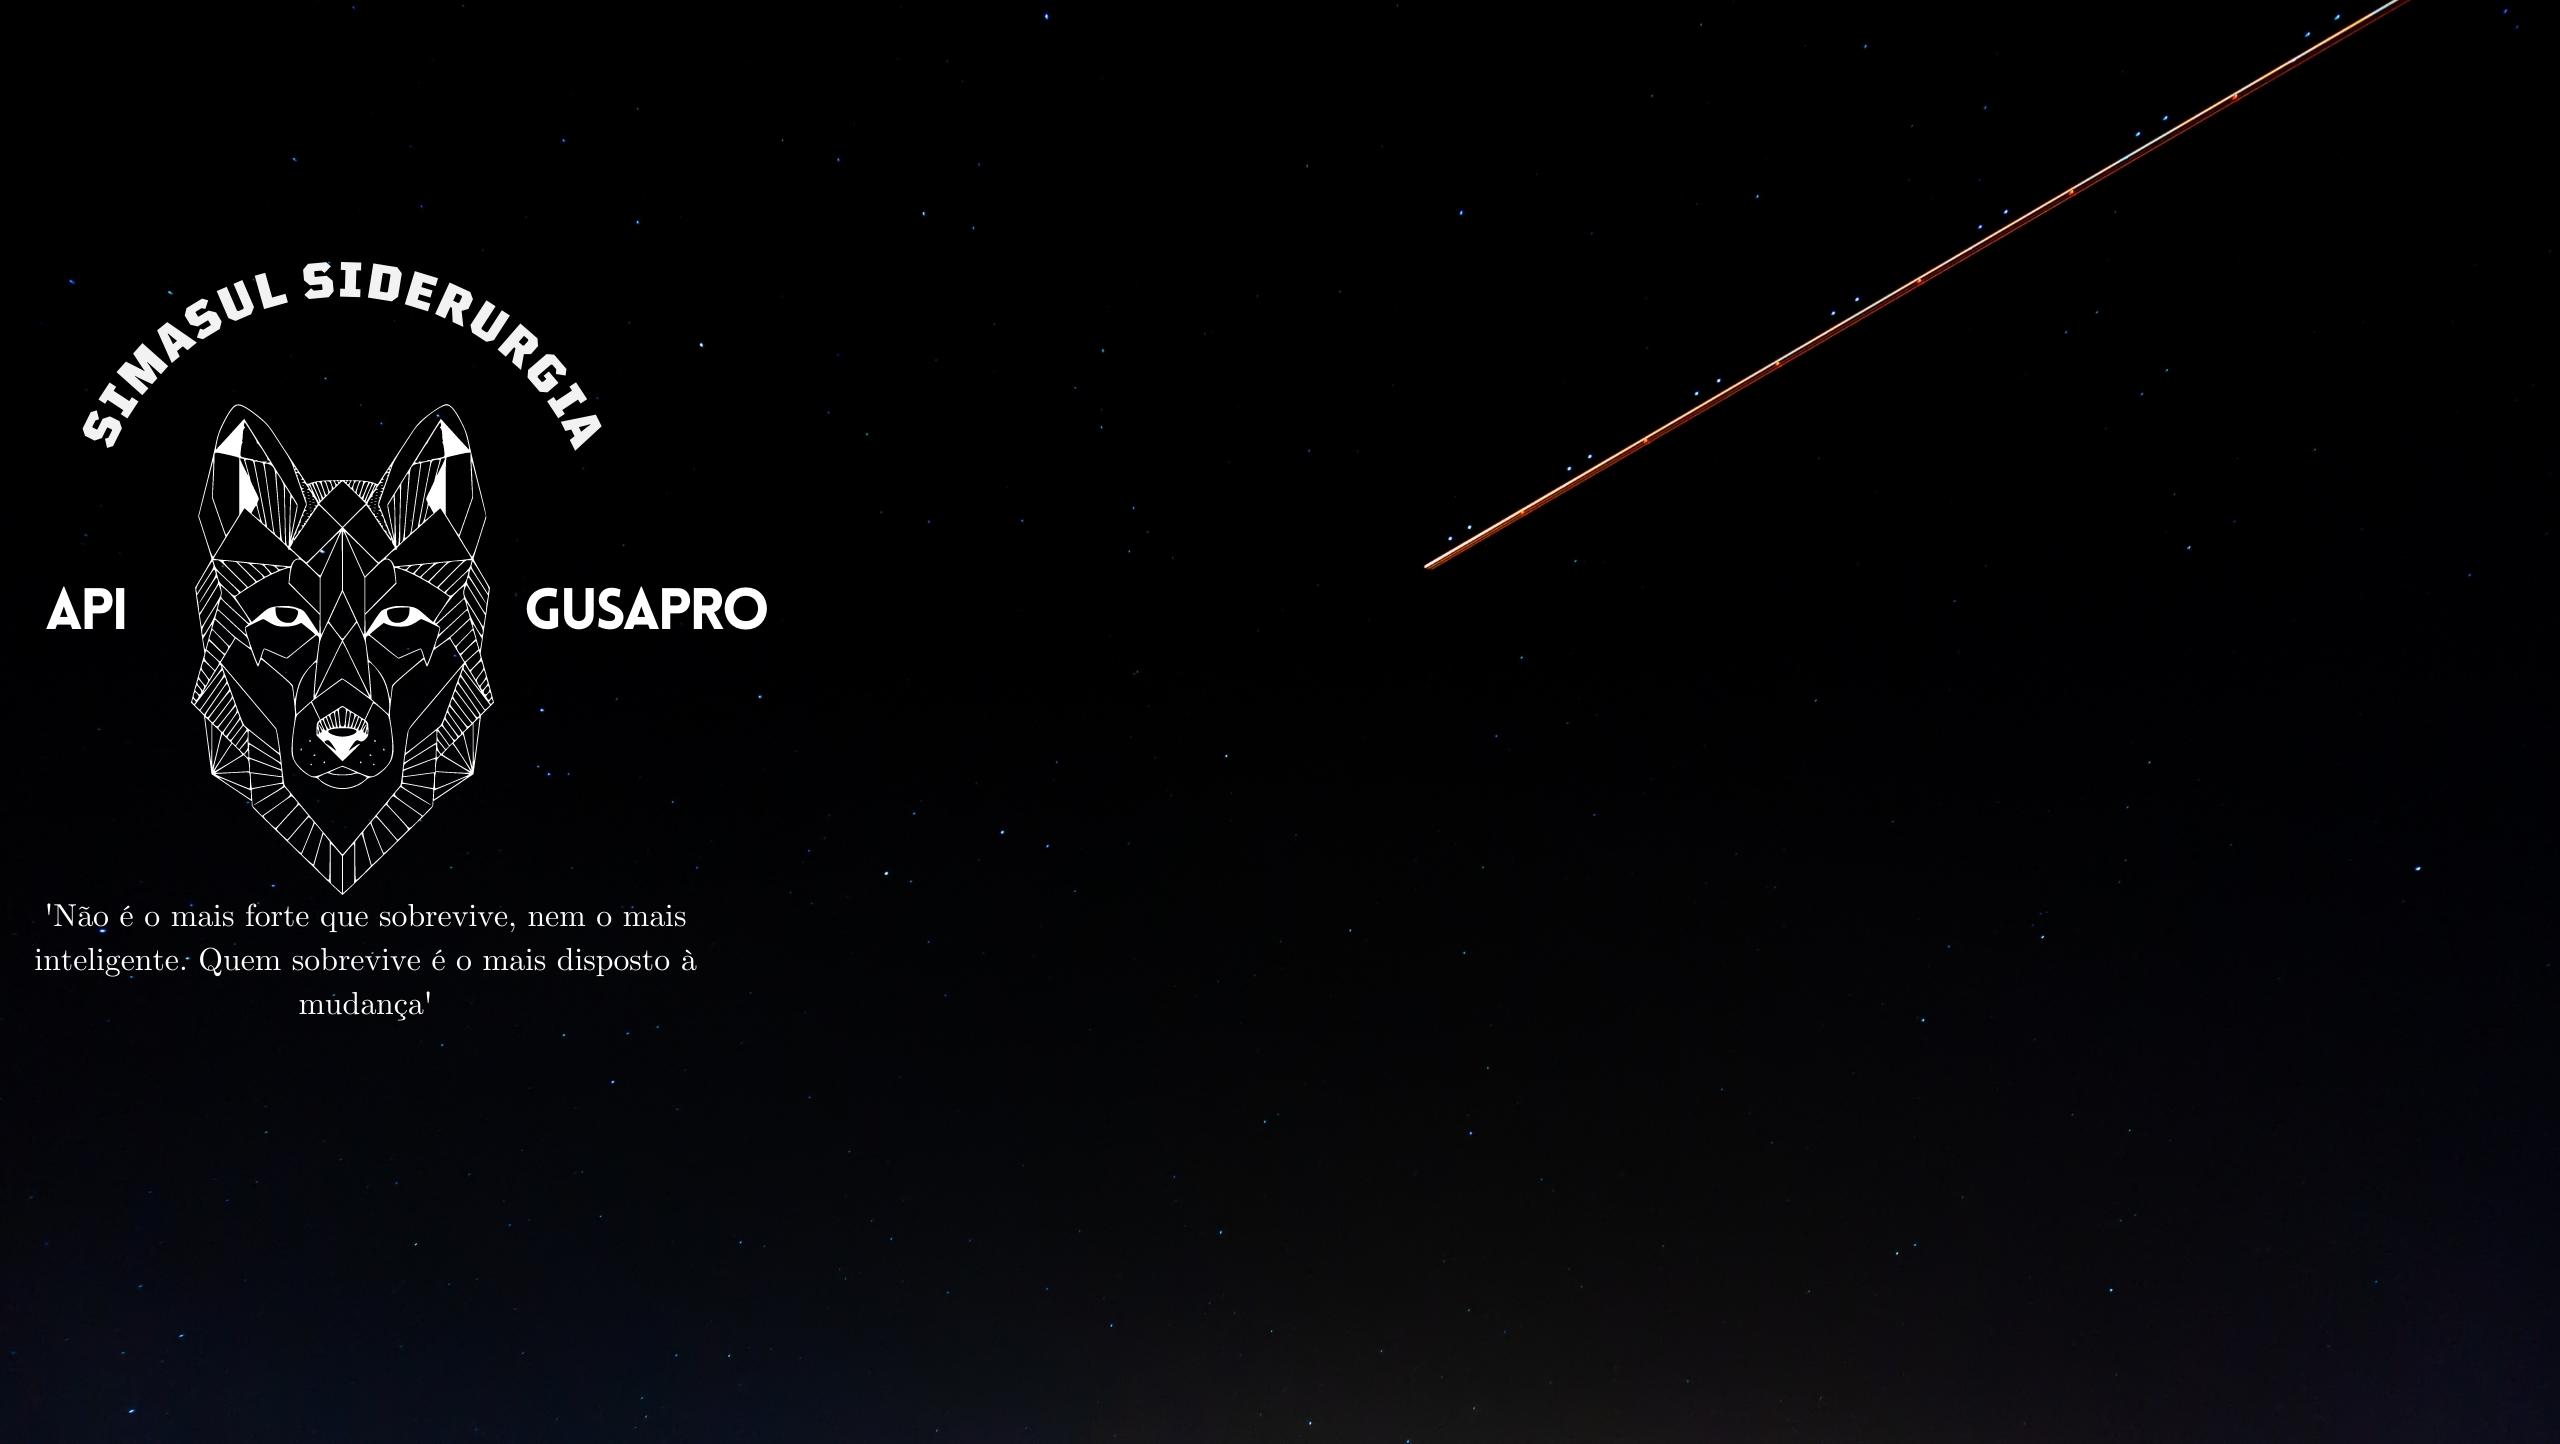 SIMASUL SIDERURGIA
API GUSAPRO
'Não é o mais forte que sobrevive, nem o mais
inteligente. Quem sobrevive é o mais disposto à
mudança'